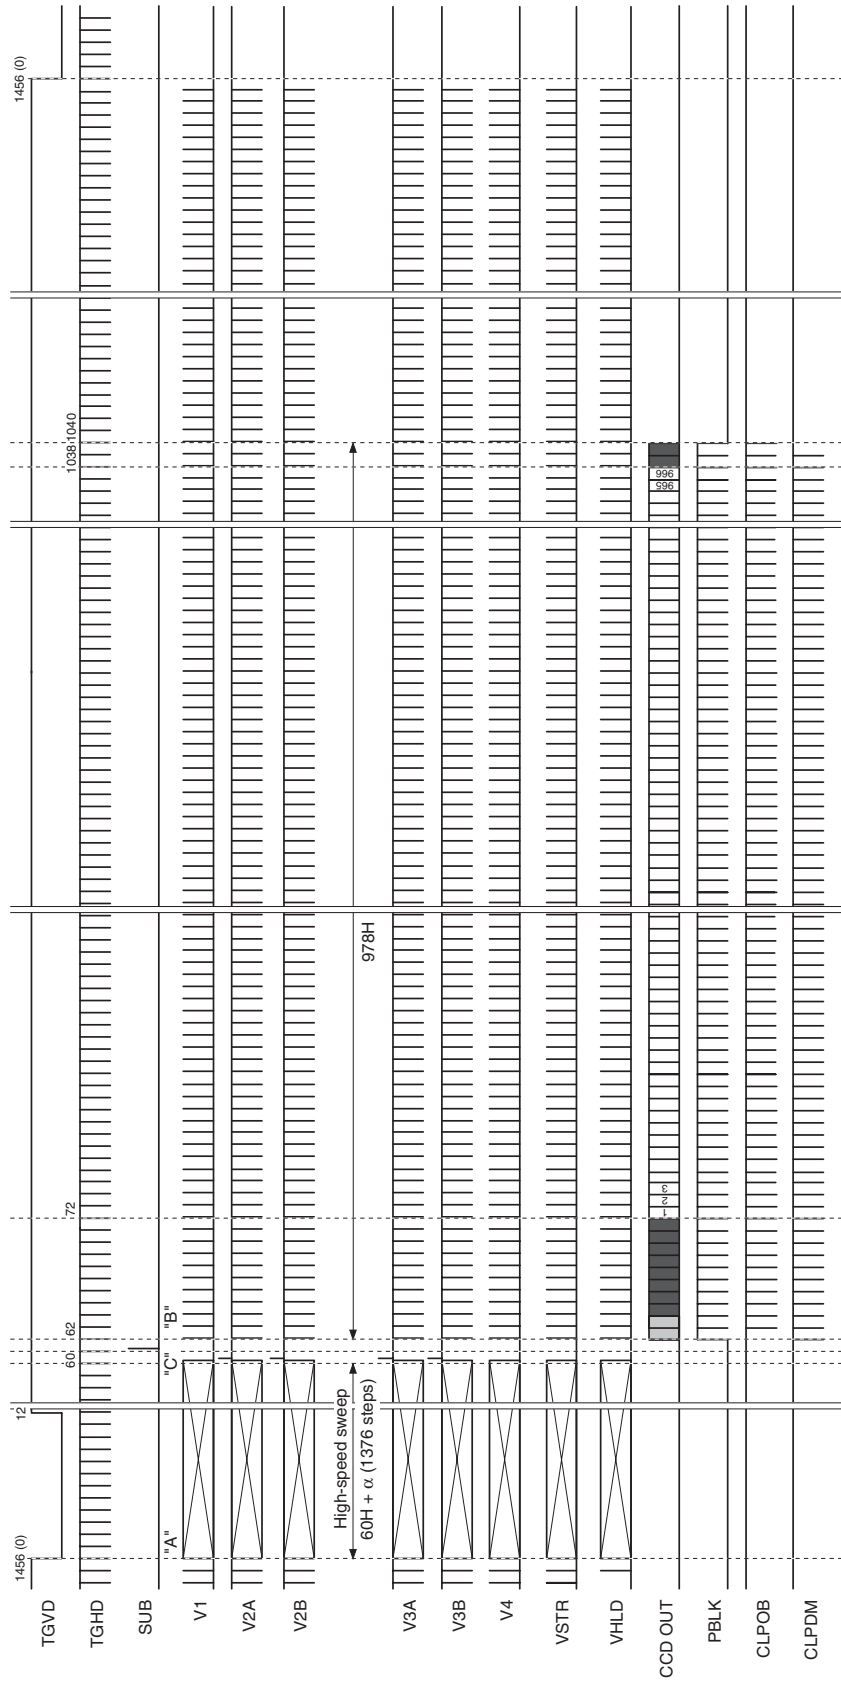 TGVD
TGHD
SUB
V1
V2A
V2B
V3A
V3B
V4
VSTR
VHLD
CCD OUT
PBLK
CLPOB
CLPDM
1456 (0)
12
60
62
72
1038
1040
1456 (0)
"A"
"C"
"B"
High-speed sweep
60H + α (1376 steps)
978H
1
2
3
965
966